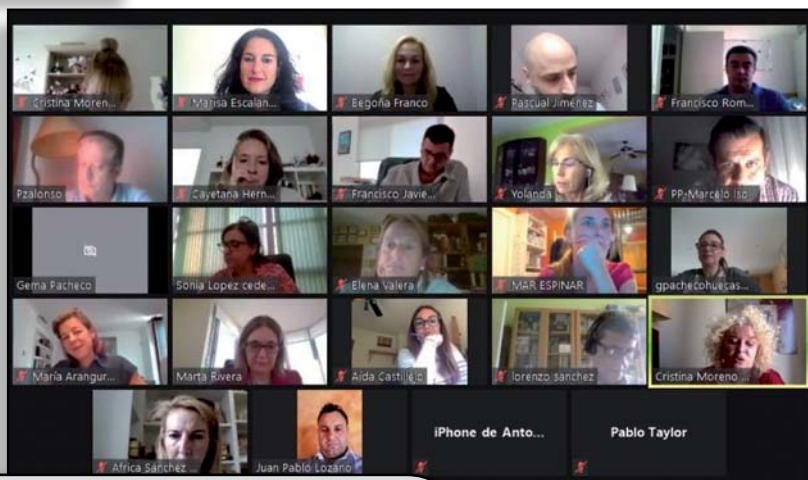 Cristina Moren...
Marisa Escalan...
Begoña Franco
Pascual Jiménez
Francisco Rom...
Pzalonso
Cayetana Hern...
Francisco Javie...
Yolanda
PP-Marcelo Iso
Gema Pacheco
Sonia Lopez cede...
Elena Valera
MAR ESPINAR
gpachecohuecas...
María Arangur...
Marta Rivera
Aída Castillejo
lorenzo sanchez
Cristina Moreno ...
Africa Sánchez ...
Juan Pablo Lozano
iPhone de Anto...
Pablo Taylor